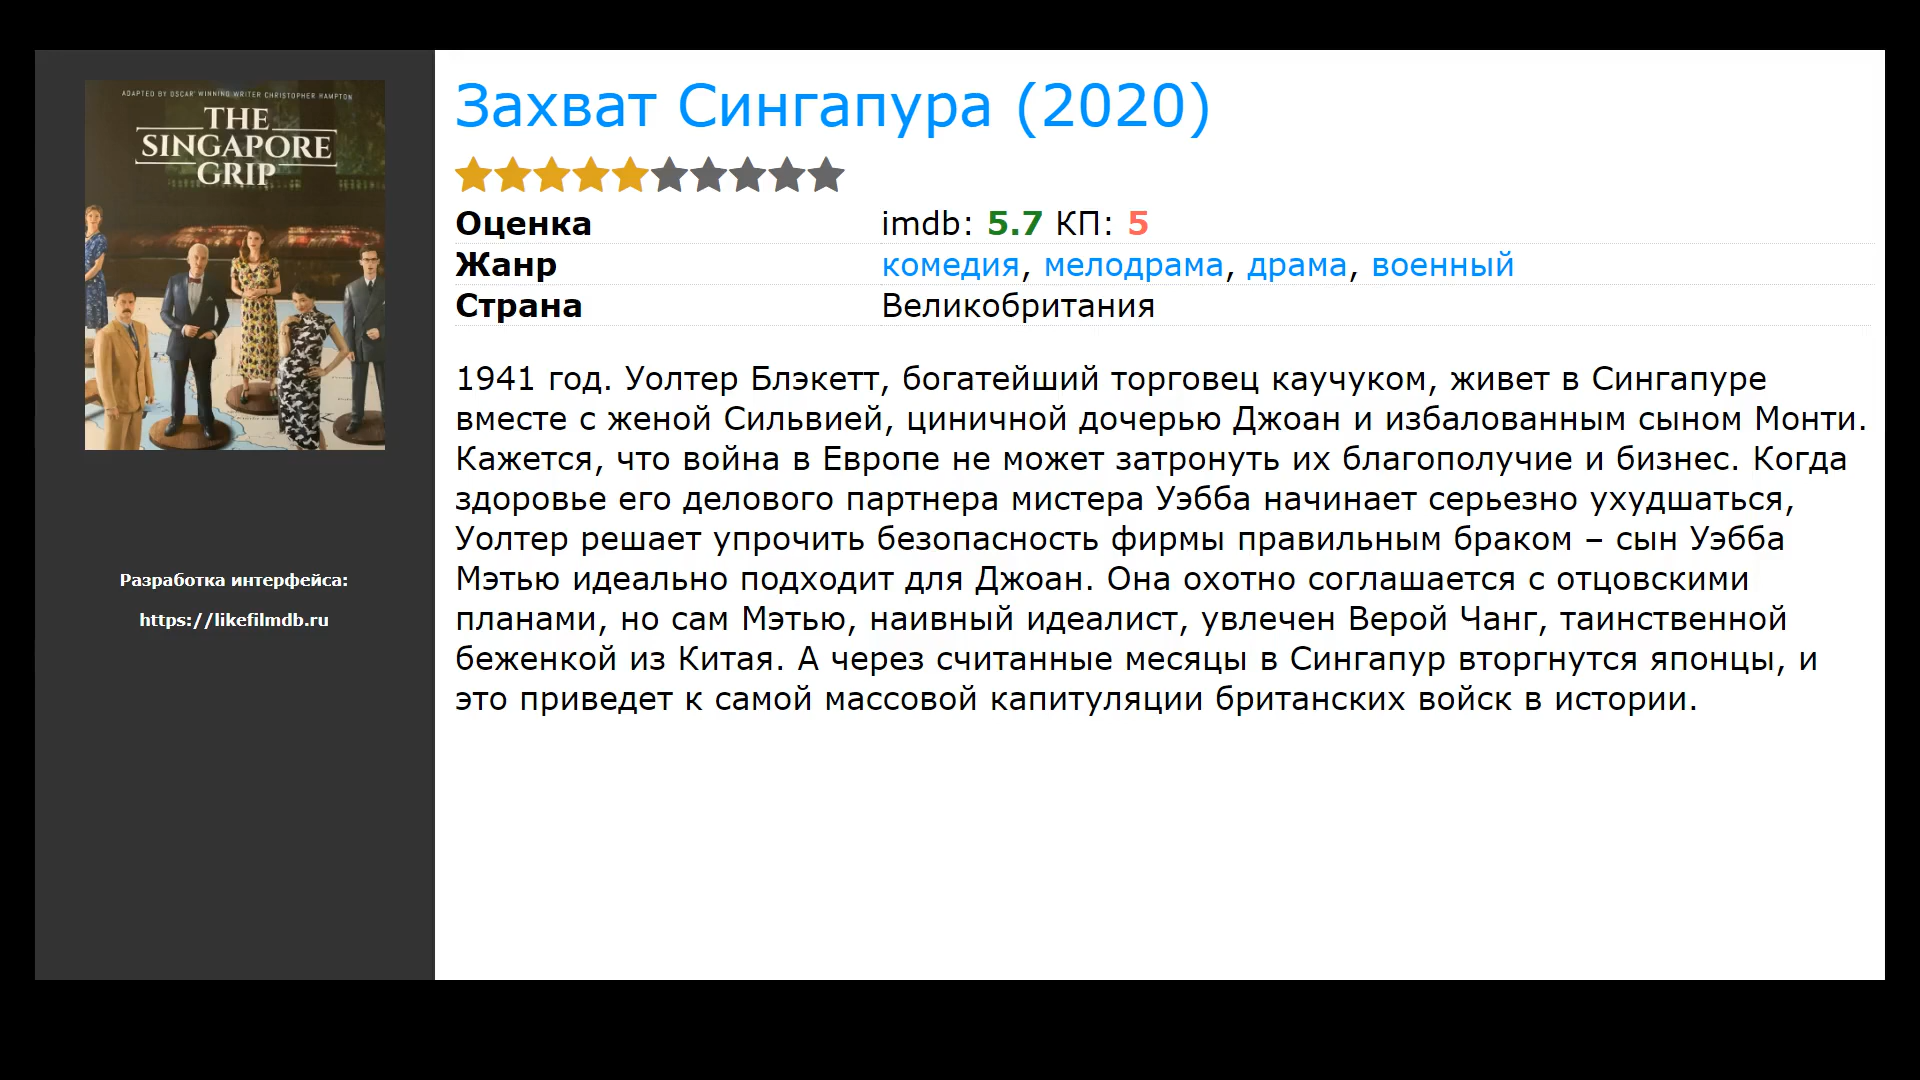 ADAPTED BY OSCAR' WINNING WRITER CHRISTOPHER HAMPTON
THE
SINGAPORE
GRIP
Разработка интерфейса:
https://likefilmdb.ru
Захват Сингапура (2020)
Оценка imdb: 5.7 КП: 5
Жанр комедия, мелодрама, драма, военный
Страна Великобритания
1941 год. Уолтер Блэкетт, богатейший торговец каучуком, живет в Сингапуре
вместе с женой Сильвией, циничной дочерью Джоан и избалованным сыном Монти.
Кажется, что война в Европе не может затронуть их благополучие и бизнес. Когда
здоровье его делового партнера мистера Уэбба начинает серьезно ухудшаться,
Уолтер решает упрочить безопасность фирмы правильным браком – сын Уэбба
Мэтью идеально подходит для Джоан. Она охотно соглашается с отцовскими
планами, но сам Мэтью, наивный идеалист, увлечен Верой Чанг, таинственной
беженкой из Китая. А через считанные месяцы в Сингапур вторгнутся японцы, и
это приведет к самой массовой капитуляции британских войск в истории.